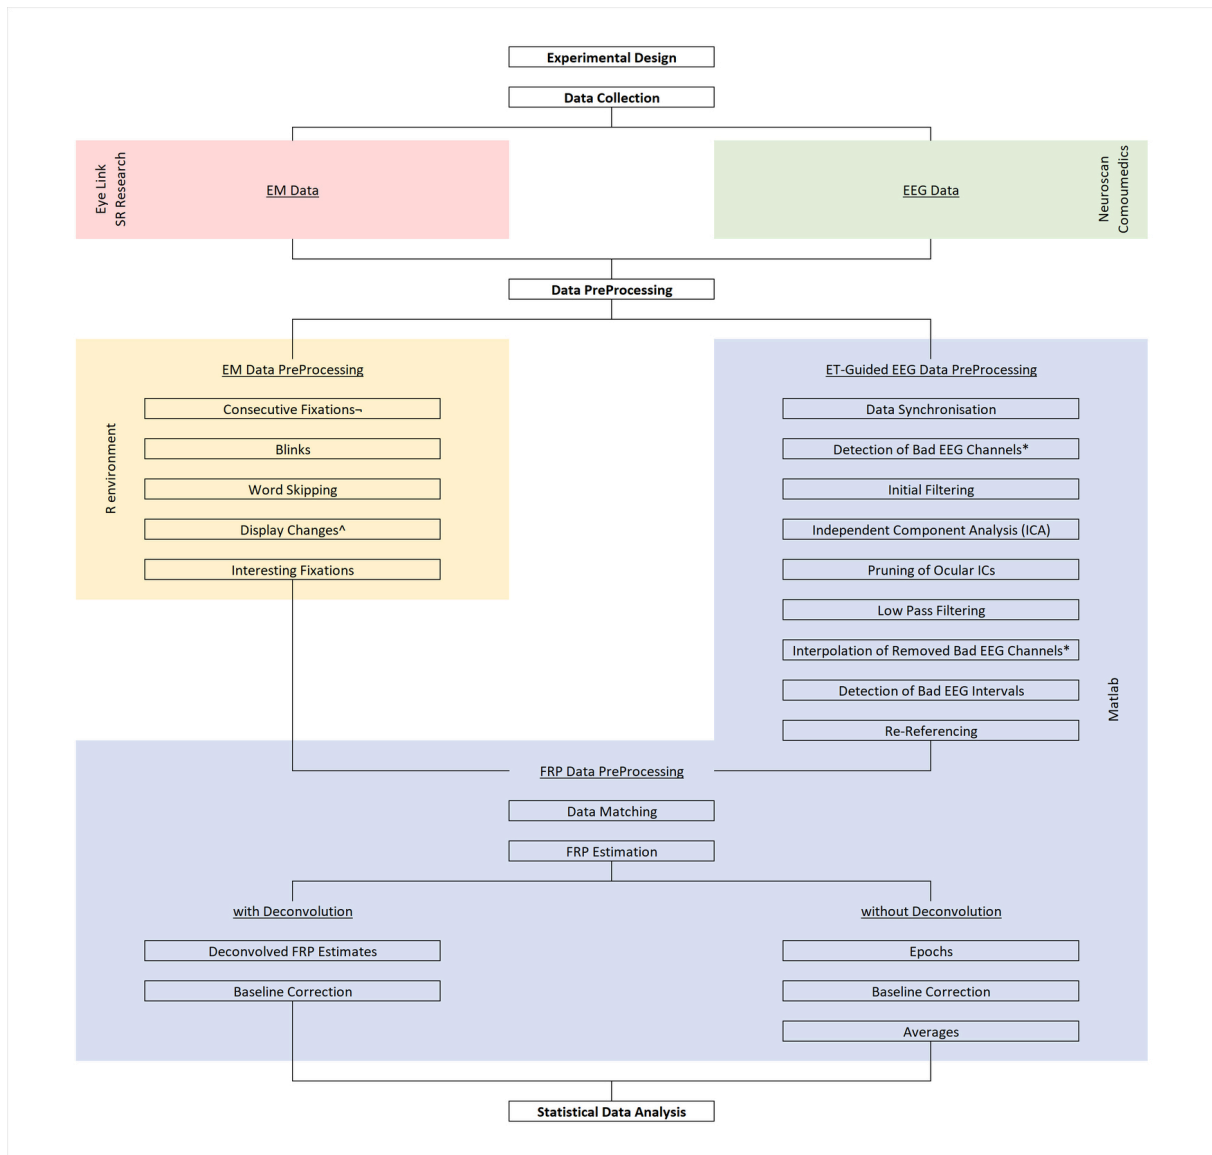 Experimental Design
Data Collection
Eye Link
SR Research
EM Data
EEG Data
Neuroscan
Comoumedics
Data PreProcessing
R environment
EM Data PreProcessing
Consecutive Fixations¬
Blinks
Word Skipping
Display Changes^
Interesting Fixations
ET-Guided EEG Data PreProcessing
Data Synchronisation
Detection of Bad EEG Channels*
Initial Filtering
Independent Component Analysis (ICA)
Pruning of Ocular ICs
Low Pass Filtering
Interpolation of Removed Bad EEG Channels*
Detection of Bad EEG Intervals
Re-Referencing
Matlab
FRP Data PreProcessing
Data Matching
FRP Estimation
with Deconvolution
Deconvolved FRP Estimates
Baseline Correction
without Deconvolution
Epochs
Baseline Correction
Averages
Statistical Data Analysis